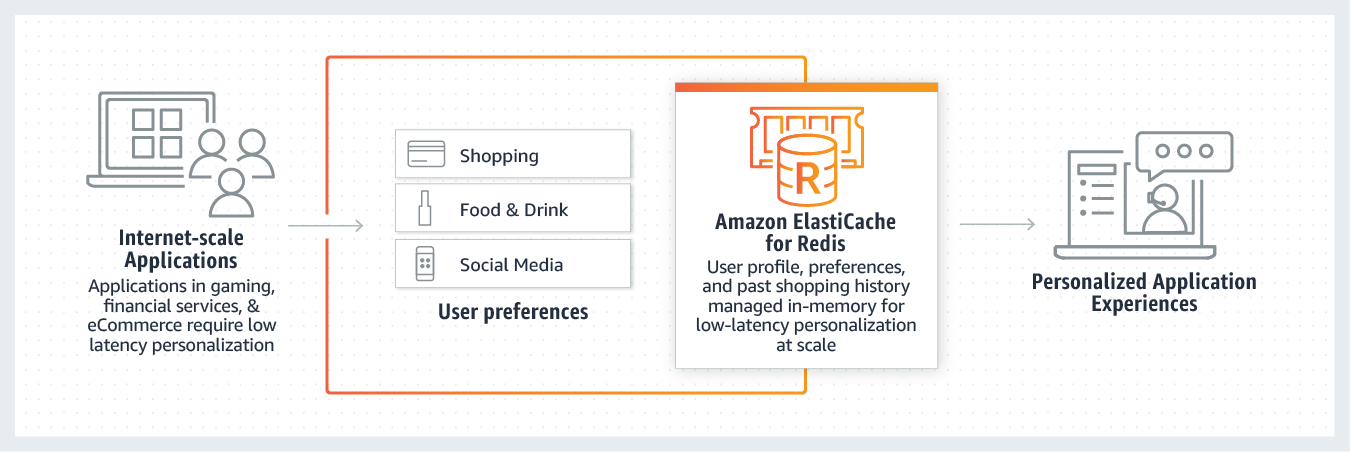 Internet-scale
Applications
Applications in gaming,
financial services, &
eCommerce require low
latency personalization
Shopping
Food & Drink
Social Media
User preferences
R
Amazon ElastiCache
for Redis
User profile, preferences,
and past shopping history
managed in-memory for
low-latency personalization
at scale
Personalized Application
Experiences